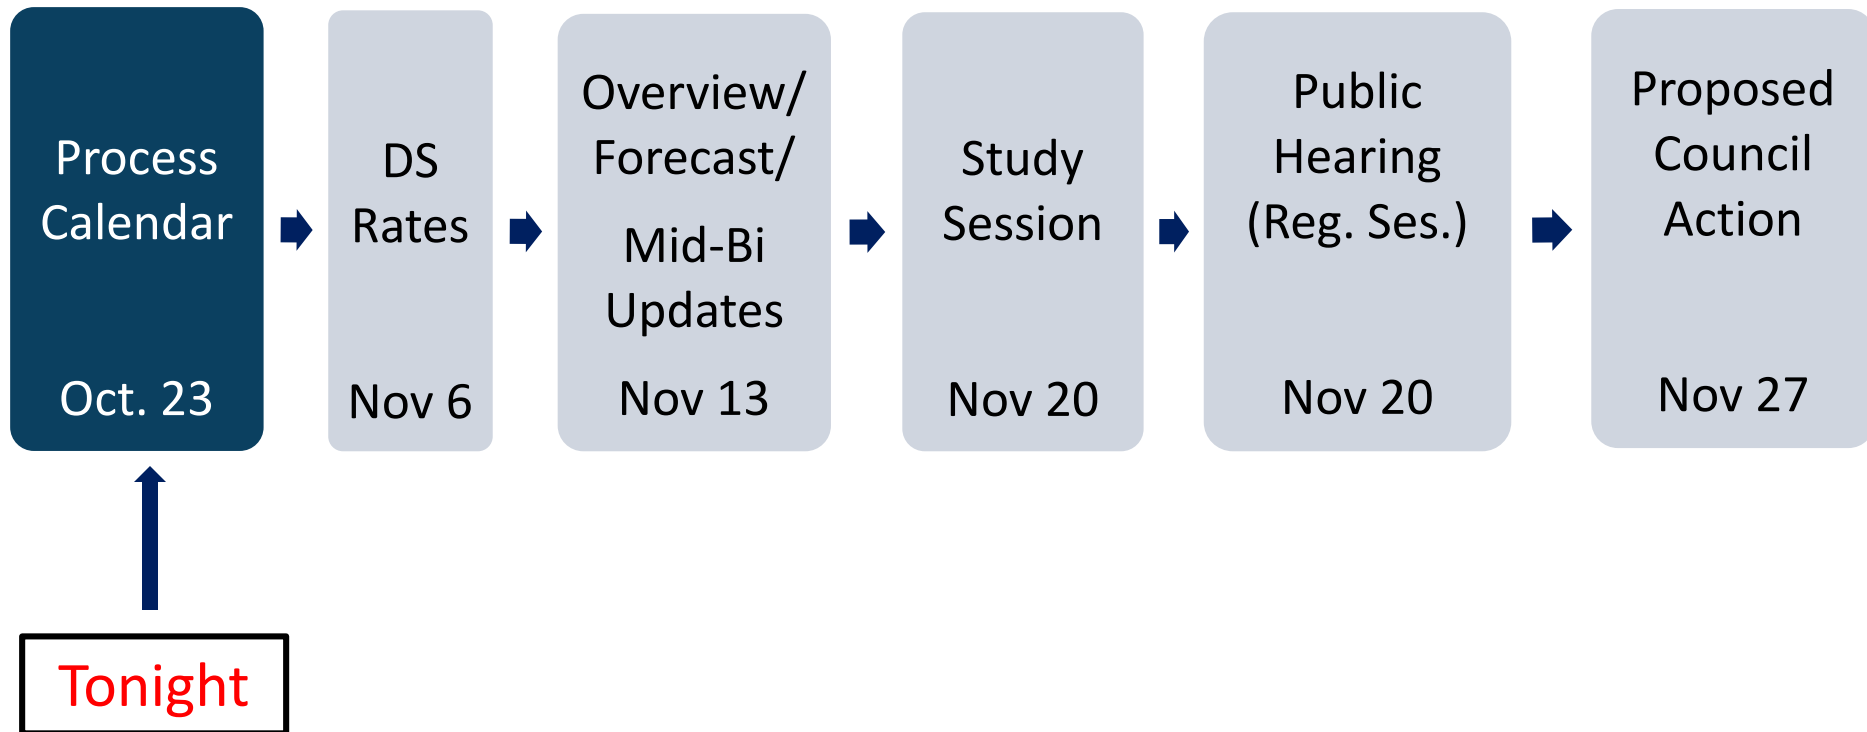 Process
Calendar
Oct. 23
DS
Rates
Nov 6
Overview/
Forecast/
Mid-Bi
Updates
Nov 13
Study
Session
Nov 20
Public
Hearing
(Reg. Ses.)
Nov 20
Proposed
Council
Action
Nov 27
Tonight